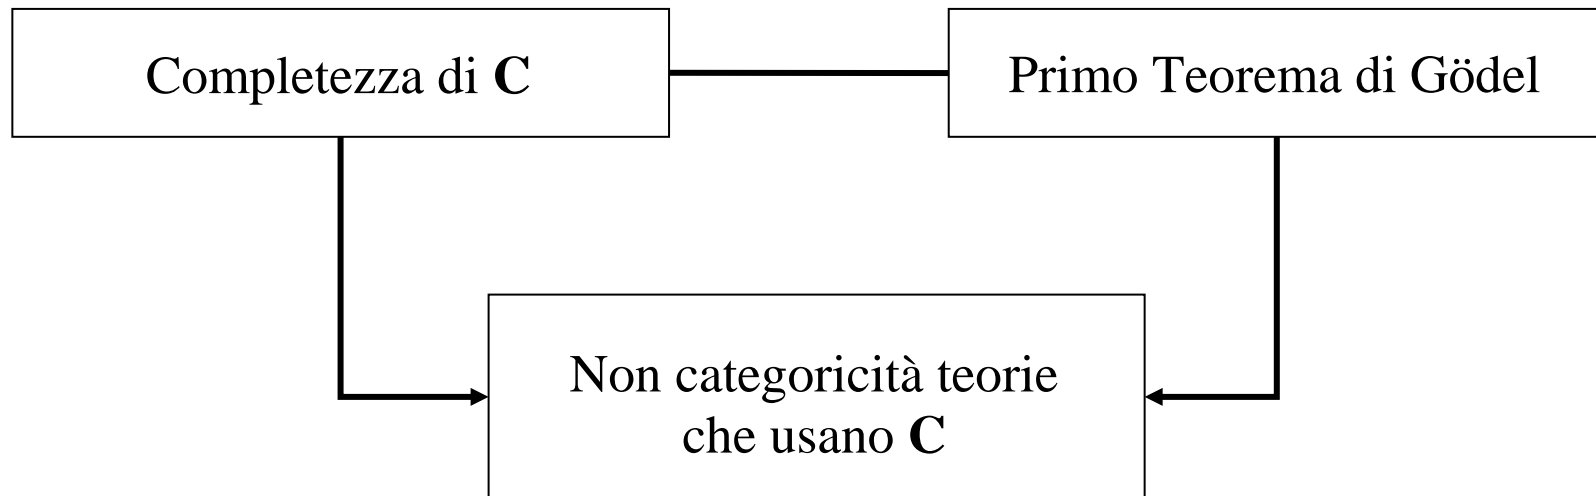 Completezza di C
Primo Teorema di Gödel
Non categoricità teorie
che usano C